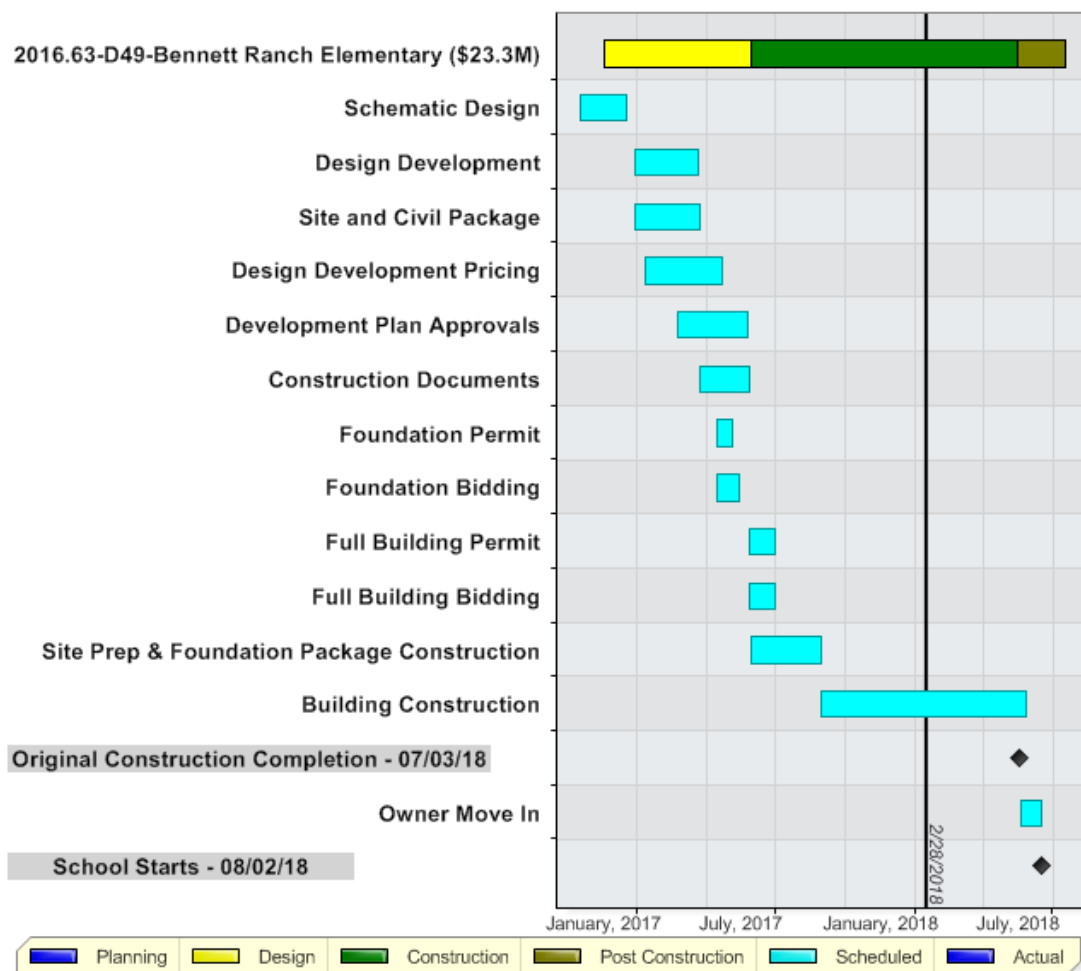 2016.63-D49-Bennett Ranch Elementary ($23.3M)
Schematic Design
Design Development
Site and Civil Package
Design Development Pricing
Development Plan Approvals
Construction Documents
Foundation Permit
Foundation Bidding
Full Building Permit
Full Building Bidding
Site Prep & Foundation Package Construction
Building Construction
Original Construction Completion - 07/03/18
Owner Move In
School Starts - 08/02/18
2/28/2018
January, 2017 July, 2017 January, 2018 July, 2018
Planning Design Construction Post Construction Scheduled Actual